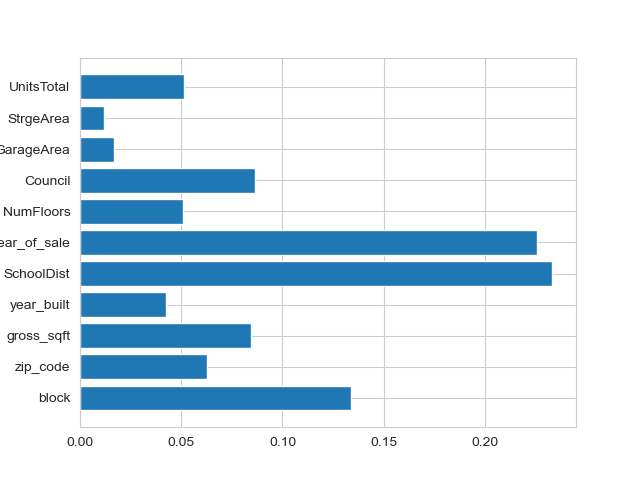 UnitsTotal
StrgeArea
GarageArea
Council
NumFloors
ear_of_sale
SchoolDist
year_built
gross_sqft
zip_code
block
0.00 0.05 0.10 0.15 0.20